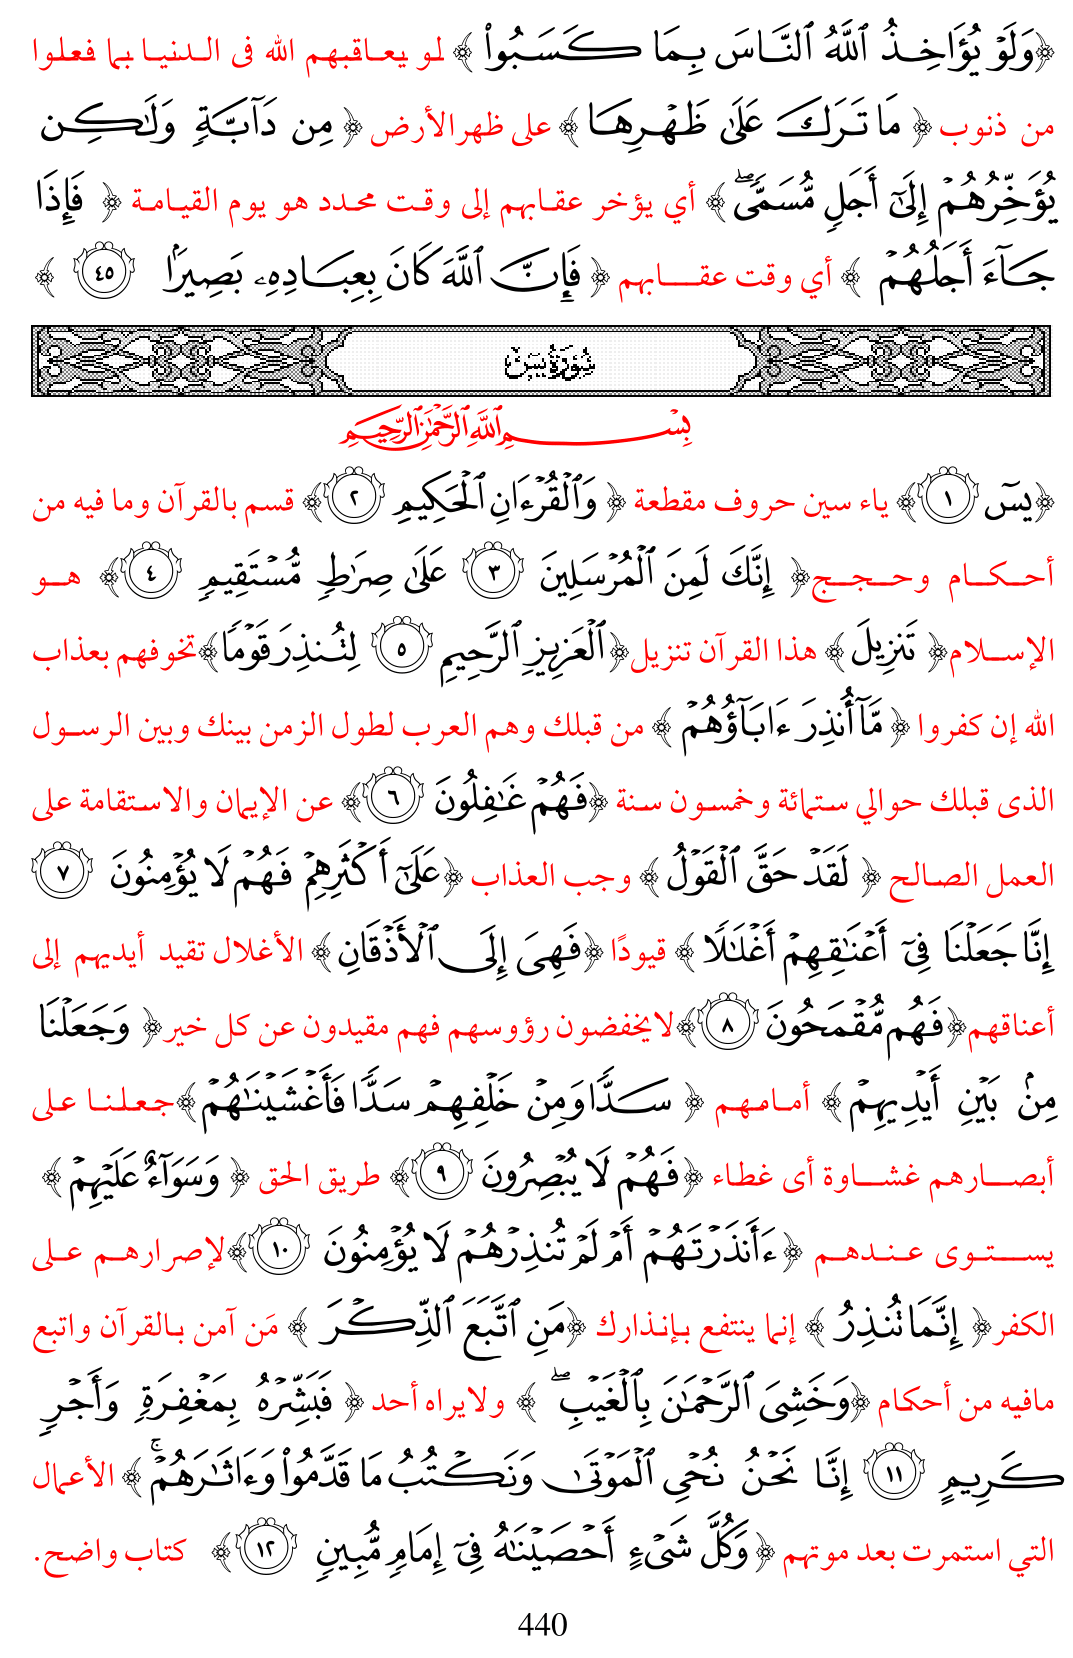 ﴿وَلَوْ يُؤَاخِذُ ٱللَّهُ ٱلنَّاسَ بِمَا كَسَبُوا۟ ﴾ لو يعاقبهم الله فى الدنيا بما فعلوا
من ذنوب ﴿ مَا تَرَكَ عَلَىٰ ظَهْرِهَا ﴾ على ظهر الأرض ﴿ مِن دَآبَّةٍ وَلَـٰكِن
يُؤَخِّرُهُمْ إِلَىٰٓ أَجَلٍ مُّسَمًّى ۖ ﴾ أي يؤخر عقابهم إلى وقت محدد هو يوم القيامة ﴿ فَإِذَا
جَآءَ أَجَلُهُمْ ﴾ أي وقت عقابهم ﴿ فَإِنَّ ٱللَّهَ كَانَ بِعِبَادِهِۦ بَصِيرًۢا ٤٥ ﴾
سُورَةُ يسٓ
بِسْمِ ٱللَّهِ ٱلرَّحْمَـٰنِ ٱلرَّحِيمِ
﴿يسٓ ١﴾ ياء سين حروف مقطعة ﴿ وَٱلْقُرْءَانِ ٱلْحَكِيمِ ٢﴾ قسم بالقرآن وما فيه من
أحكام وحجج﴿ إِنَّكَ لَمِنَ ٱلْمُرْسَلِينَ ٣ عَلَىٰ صِرَٰطٍ مُّسْتَقِيمٍ ٤﴾ هو
الإسلام﴿ تَنزِيلَ ﴾ هذا القرآن تنزيل﴿ٱلْعَزِيزِ ٱلرَّحِيمِ ٥ لِتُنذِرَ قَوْمًا﴾تخوفهم بعذاب
الله إن كفروا ﴿ مَّآ أُنذِرَ ءَابَآؤُهُمْ ﴾ من قبلك وهم العرب لطول الزمن بينك وبين الرسول
الذى قبلك حوالي ستمائة وخمسون سنة ﴿فَهُمْ غَـٰفِلُونَ ٦﴾ عن الإيمان والاستقامة على
العمل الصالح ﴿ لَقَدْ حَقَّ ٱلْقَوْلُ ﴾ وجب العذاب ﴿عَلَىٰٓ أَكْثَرِهِمْ فَهُمْ لَا يُؤْمِنُونَ ٧
إِنَّا جَعَلْنَا فِىٓ أَعْنَـٰقِهِمْ أَغْلَـٰلًا ﴾ قيودًا ﴿فَهِىَ إِلَى ٱلْأَذْقَانِ ﴾ الأغلال تقيد أيديهم إلى
أعناقهم﴿فَهُم مُّقْمَحُونَ ٨﴾لايخفضون رؤوسهم فهم مقيدون عن كل خير﴿ وَجَعَلْنَا
مِنۢ بَيْنِ أَيْدِيهِمْ ﴾ أمامهم ﴿ سَدًّا وَمِنْ خَلْفِهِمْ سَدًّا فَأَغْشَيْنَـٰهُمْ﴾جعلنا على
أبصارهم غشاوة أى غطاء ﴿فَهُمْ لَا يُبْصِرُونَ ٩﴾ طريق الحق ﴿ وَسَوَآءٌ عَلَيْهِمْ ﴾
يستوى عندهم ﴿ءَأَنذَرْتَهُمْ أَمْ لَمْ تُنذِرْهُمْ لَا يُؤْمِنُونَ ١٠﴾لإصرارهم على
الكفر﴿ إِنَّمَا تُنذِرُ ﴾ إنما ينتفع بإنذارك ﴿مَنِ ٱتَّبَعَ ٱلذِّكْرَ ﴾ مَن آمن بالقرآن واتبع
مافيه من أحكام ﴿وَخَشِىَ ٱلرَّحْمَـٰنَ بِٱلْغَيْبِ ۖ ﴾ ولايراه أحد ﴿ فَبَشِّرْهُ بِمَغْفِرَةٍ وَأَجْرٍ
كَرِيمٍ ١١ إِنَّا نَحْنُ نُحْىِ ٱلْمَوْتَىٰ وَنَكْتُبُ مَا قَدَّمُوا۟ وَءَاثَـٰرَهُمْ ۚ ﴾ الأعمال
التي استمرت بعد موتهم ﴿وَكُلَّ شَىْءٍ أَحْصَيْنَـٰهُ فِىٓ إِمَامٍ مُّبِينٍ ١٢﴾ كتاب واضح.
440